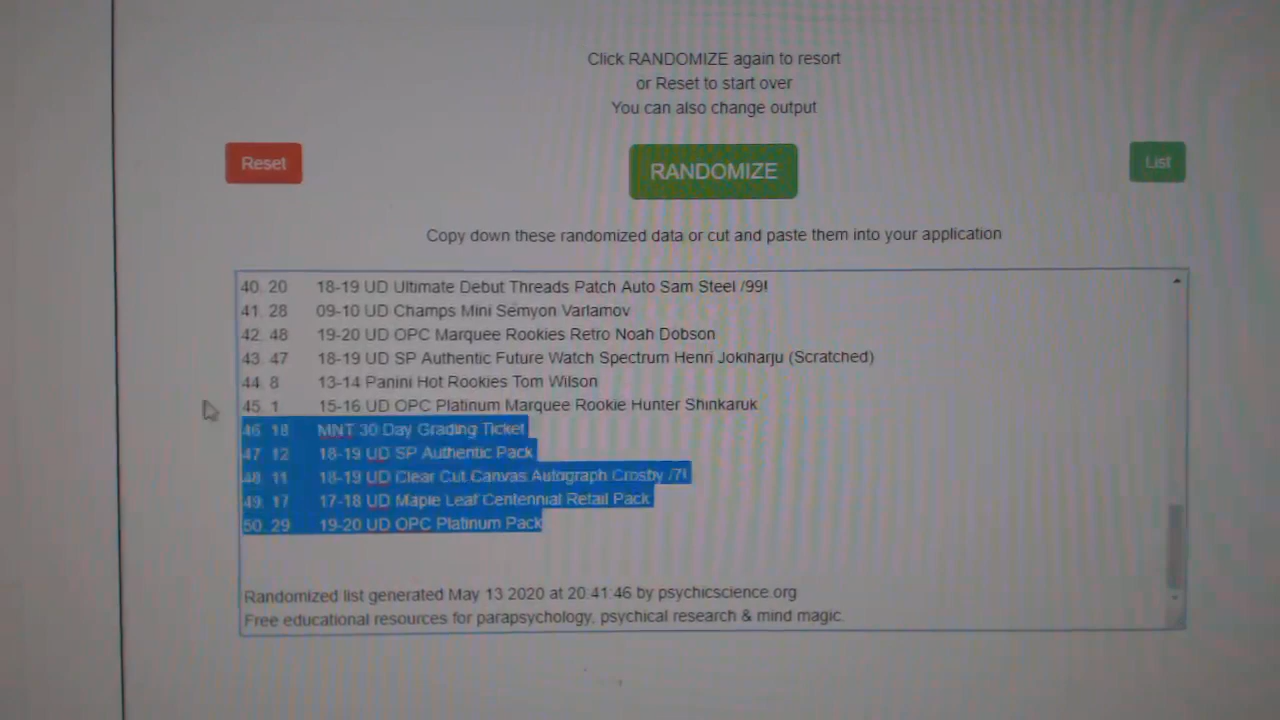 Click RANDOMIZE again to resort
or Reset to start over
You can also change output
Reset
RANDOMIZE
List
Copy down these randomized data or cut and paste them into your application
40. 20 18-19 UD Ultimate Debut Threads Patch Auto Sam Steel /99!
41. 28 09-10 UD Champs Mini Semyon Varlamov
42. 48 19-20 UD OPC Marquee Rookies Retro Noah Dobson
43. 47 18-19 UD SP Authentic Future Watch Spectrum Henri Jokiharju (Scratched)
44. 8 13-14 Panini Hot Rookies Tom Wilson
45. 1 15-16 UD OPC Platinum Marquee Rookie Hunter Shinkaruk
46. 18 MNT 30 Day Grading Ticket
47. 12 18-19 UD SP Authentic Pack
48. 11 18-19 UD Clear Cut Canvas Autograph Crosby /7!
49. 17 17-18 UD Maple Leaf Centennial Retail Pack
50. 29 19-20 UD OPC Platinum Pack
Randomized list generated May 13 2020 at 20:41:46 by psychicscience.org
Free educational resources for parapsychology, psychical research & mind magic.